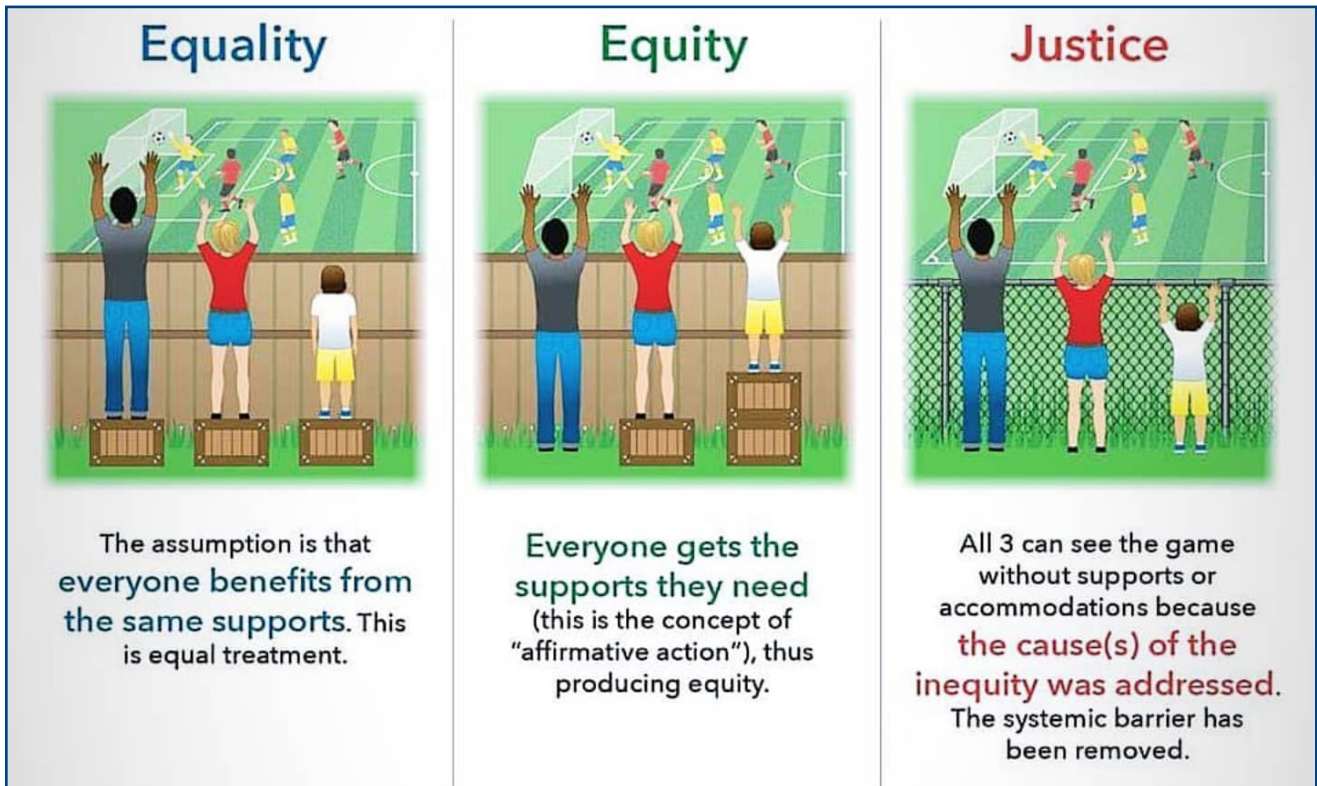 Equality
The assumption is that
everyone benefits from
the same supports. This
is equal treatment.
Equity
Everyone gets the
supports they need
(this is the concept of
"affirmative action"), thus
producing equity.
Justice
All 3 can see the game
without supports or
accommodations because
the cause(s) of the
inequity was addressed.
The systemic barrier has
been removed.